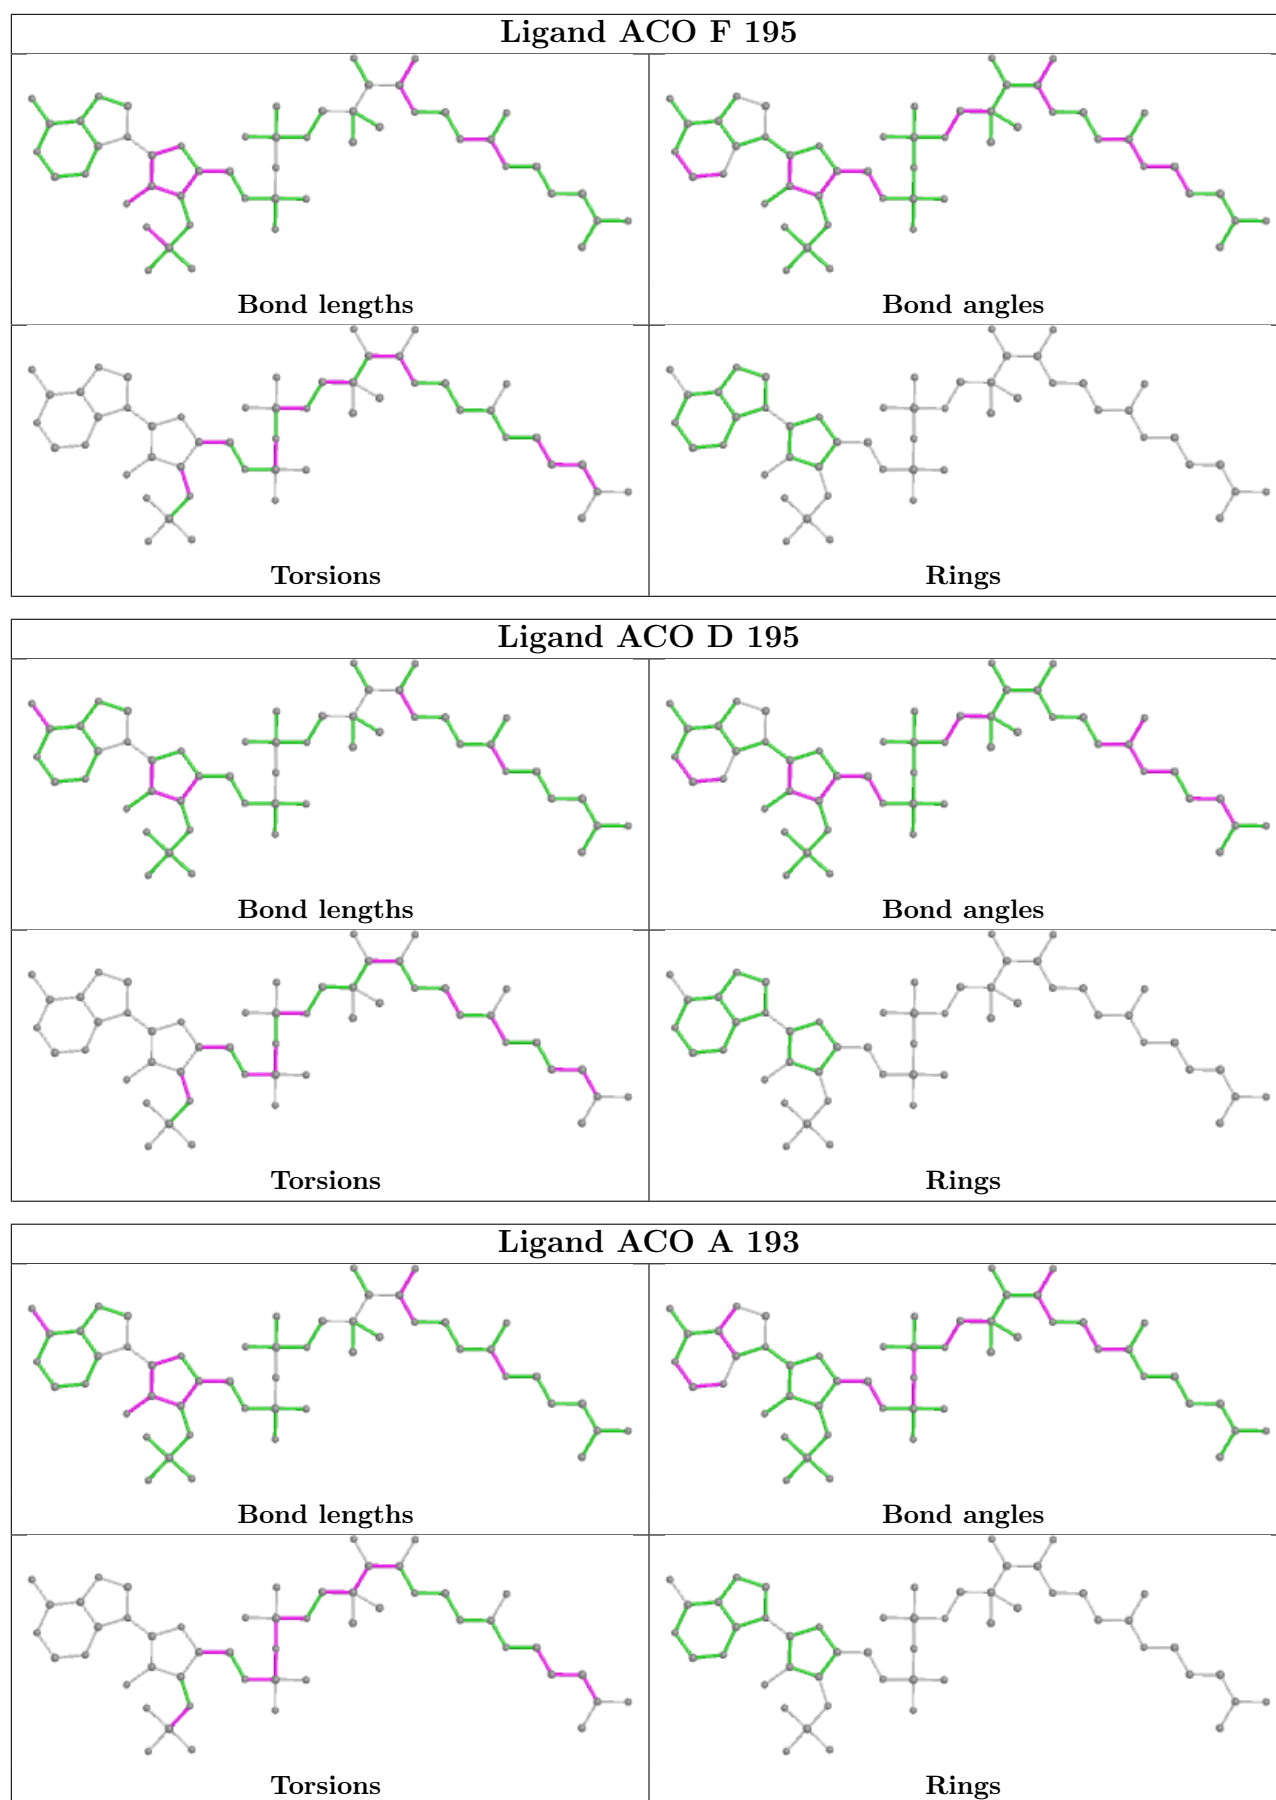 Ligand ACO F 195
Bond lengths
Bond angles
Torsions
Rings
Ligand ACO D 195
Bond lengths
Bond angles
Torsions
Rings
Ligand ACO A 193
Bond lengths
Bond angles
Torsions
Rings